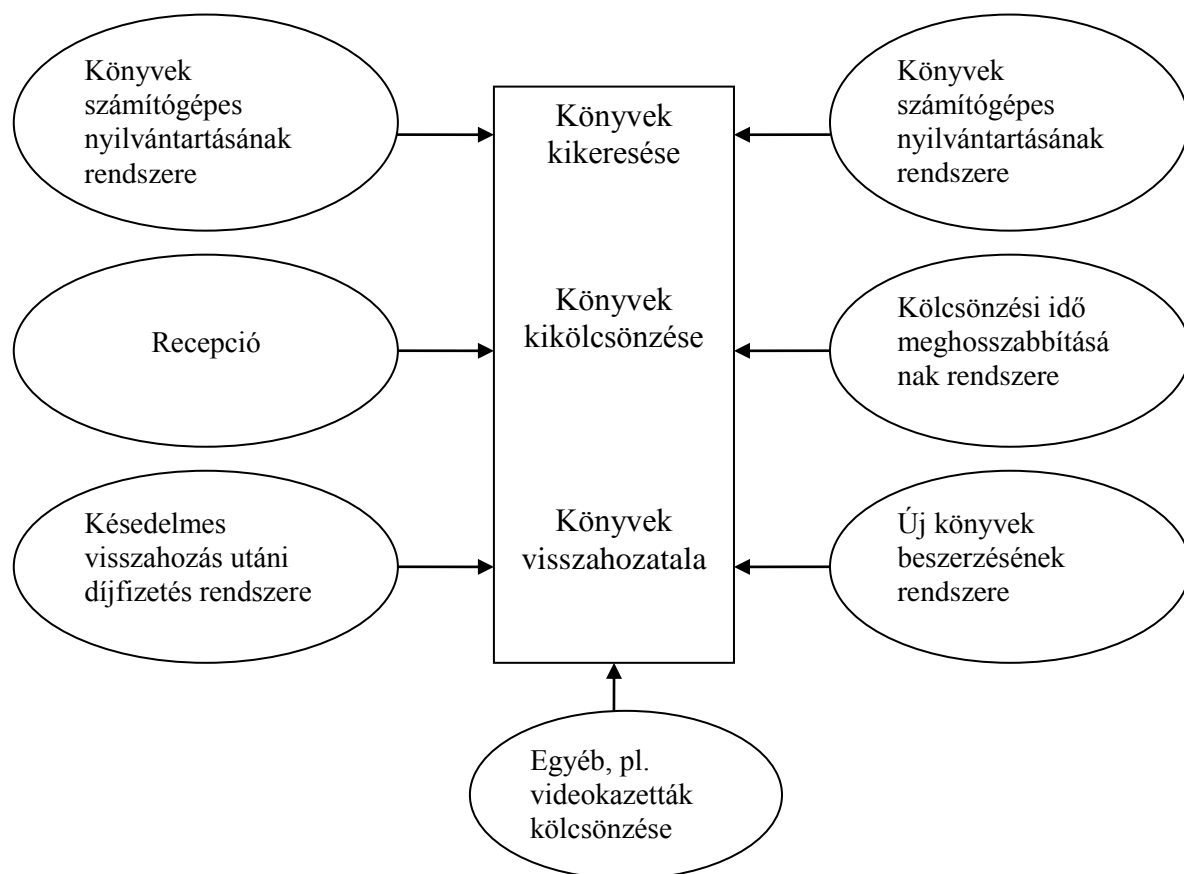 Könyvek
számítógépes
nyilvántartásának
rendszere
Könyvek
kikeresése
Könyvek
számítógépes
nyilvántartásának
rendszere
Recepció
Könyvek
kikölcsönzése
Kölcsönzési idő
meghosszabbításá
nak rendszere
Késedelmes
visszahozás utáni
díjfizetés rendszere
Könyvek
visszahozatala
Új könyvek
beszerzésének
rendszere
Egyéb, pl.
videokazetták
kölcsönzése